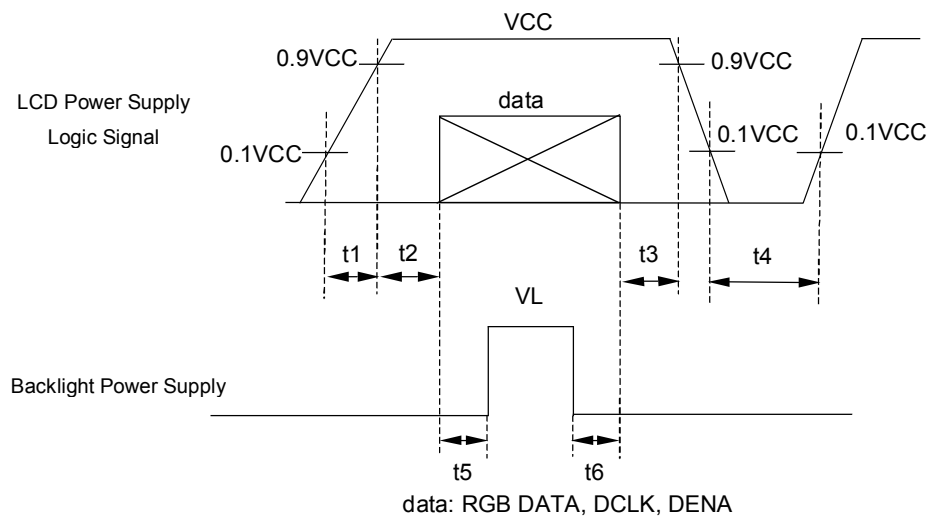 VCC
0.9VCC
0.9VCC
LCD Power Supply
Logic Signal
data
0.1VCC
0.1VCC
0.1VCC
t1
t2
t3
t4
VL
Backlight Power Supply
t5
t6
data: RGB DATA, DCLK, DENA